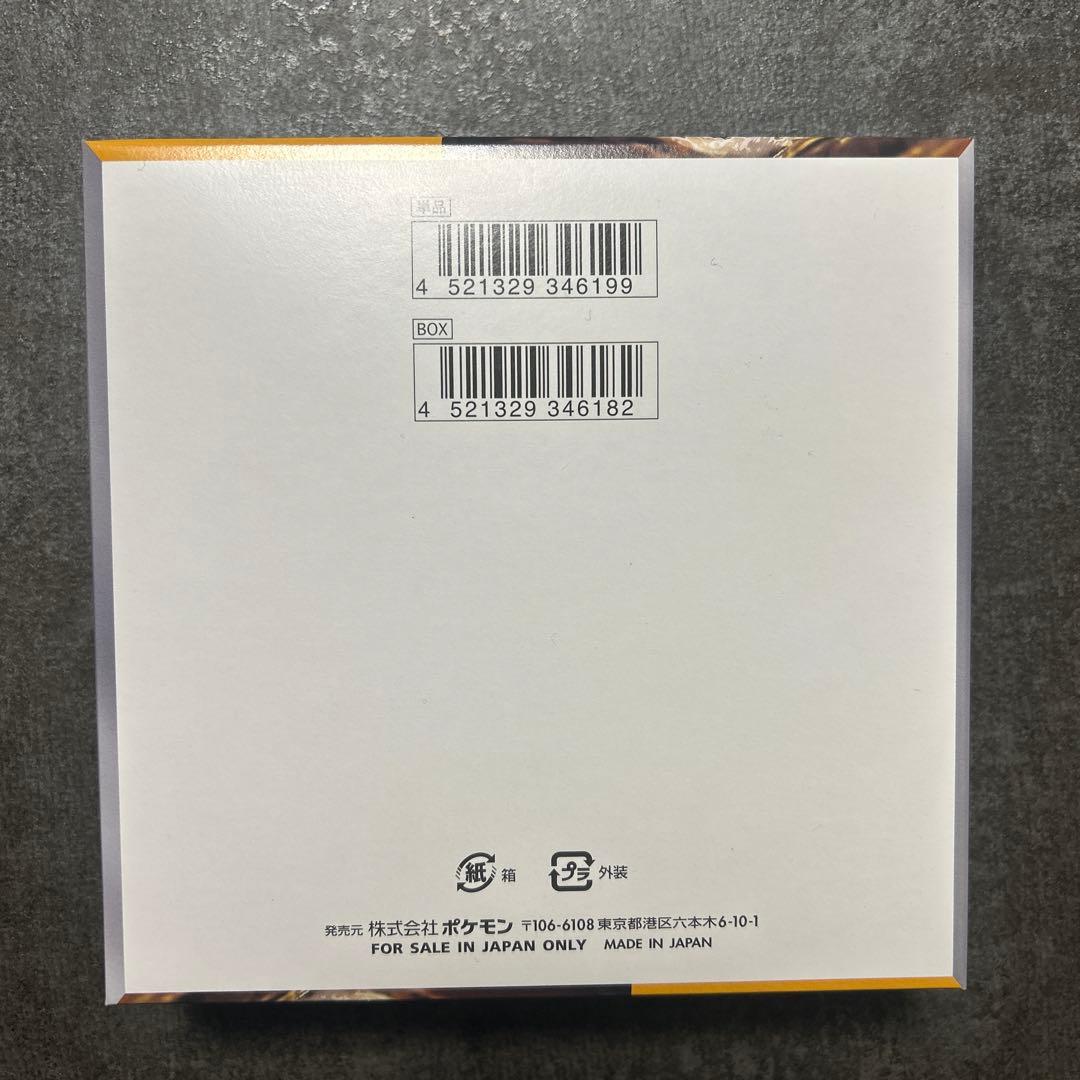 単品
4 521329 346199
BOX
4 521329 346182
紙 箱 プラ 外装
発売元 株式会社 ポケモン 〒106-6108 東京都港区六本木6-10-1
FOR SALE IN JAPAN ONLY MADE IN JAPAN